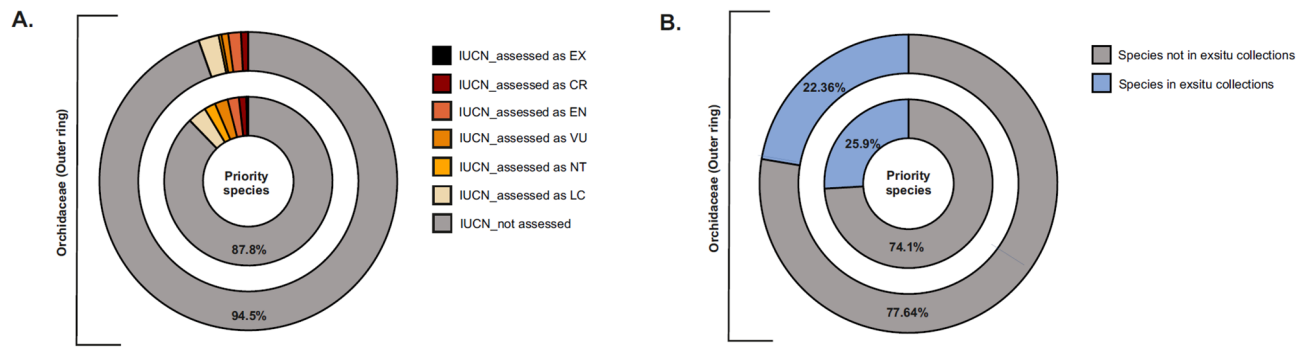 A.
Orchidaceae (Outer ring)
Priority
species
87.8%
94.5%
IUCN_assessed as EX
IUCN_assessed as CR
IUCN_assessed as EN
IUCN_assessed as VU
IUCN_assessed as NT
IUCN_assessed as LC
IUCN_not assessed
B.
Orchidaceae (Outer ring)
22.36%
25.9%
Priority
species
74.1%
77.64%
Species not in exsitu collections
Species in exsitu collections